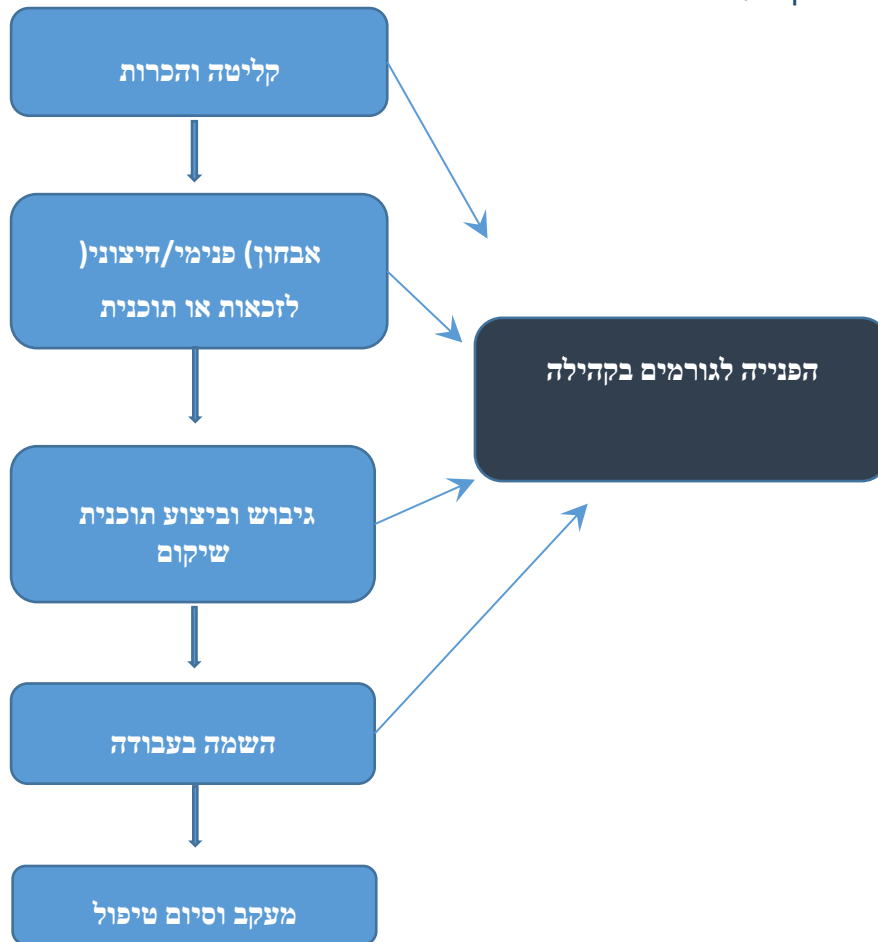 קליטה והכרות
אבחון) פנימי/חיצוני(
לזכאות או תוכנית
הפנייה לגורמים בקהילה
גיבוש וביצוע תוכנית
שיקום
השמה בעבודה
מעקב וסיום טיפול